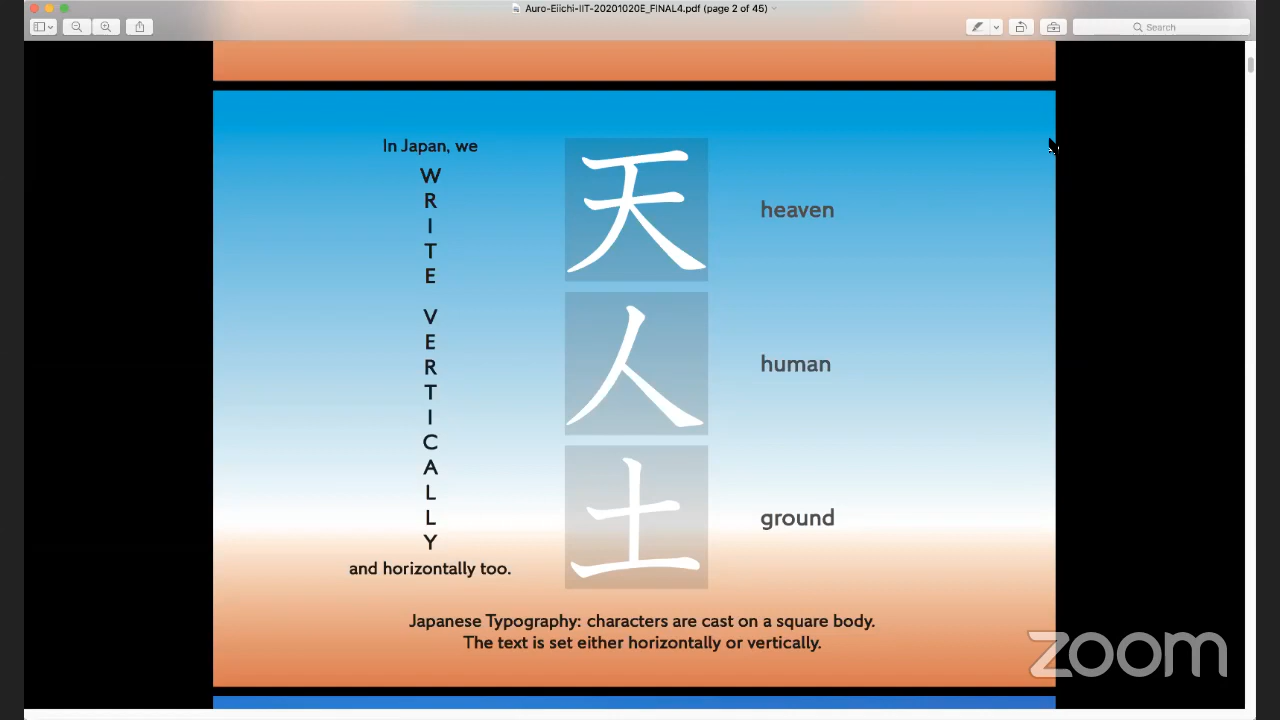 Auro-Eiichi-IIT-20201020E_FINAL4.pdf (page 2 of 45)
Search
In Japan, we
WRITE
VERTICALLY
and horizontally too.
天
heaven
人
human
土
ground
Japanese Typography: characters are cast on a square body.
The text is set either horizontally or vertically.
zoom